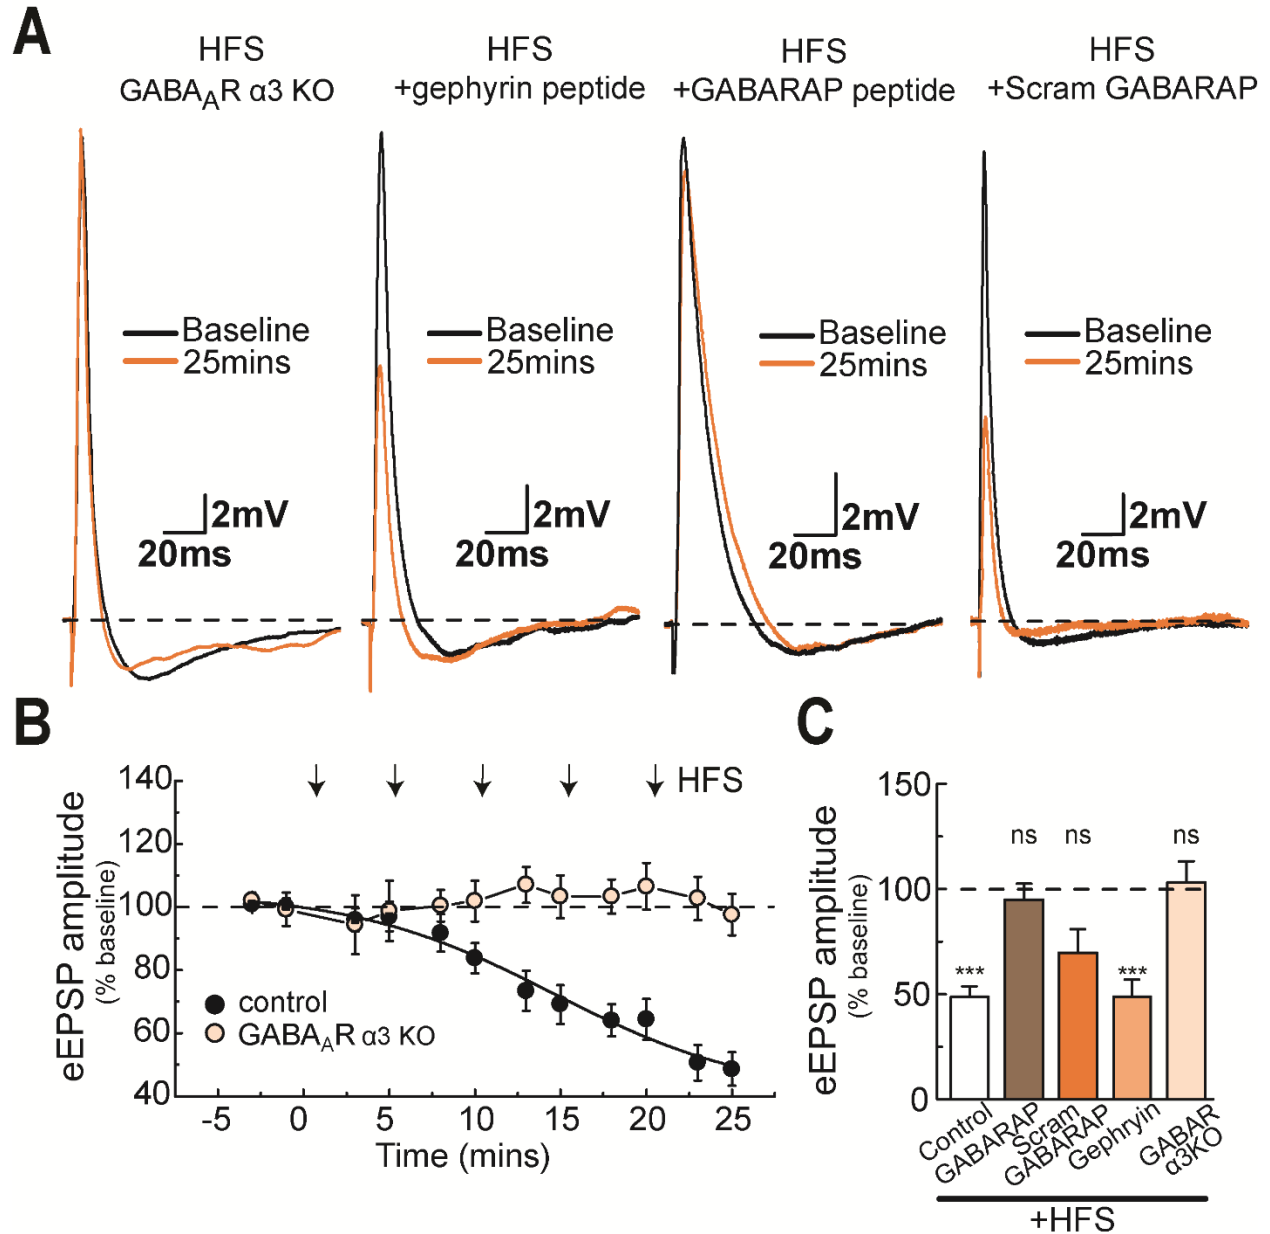 A
HFS
GABA_AR α3 KO
HFS
+gephyrin peptide
HFS
+GABARAP peptide
HFS
+Scram GABARAP
Baseline
25mins
Baseline
25mins
Baseline
25mins
Baseline
25mins
2mV
20ms
2mV
20ms
2mV
20ms
2mV
20ms
B
eEPSP amplitude
(% baseline)
140
120
100
80
60
40
HFS
control
GABA_AR α3 KO
-5 0 5 10 15 20 25
Time (mins)
C
eEPSP amplitude
(% baseline)
150
100
50
0
***
ns
ns
***
ns
Control
GABARAP
Scram
GABARAP
Gephryin
GABAR
α3KO
+HFS